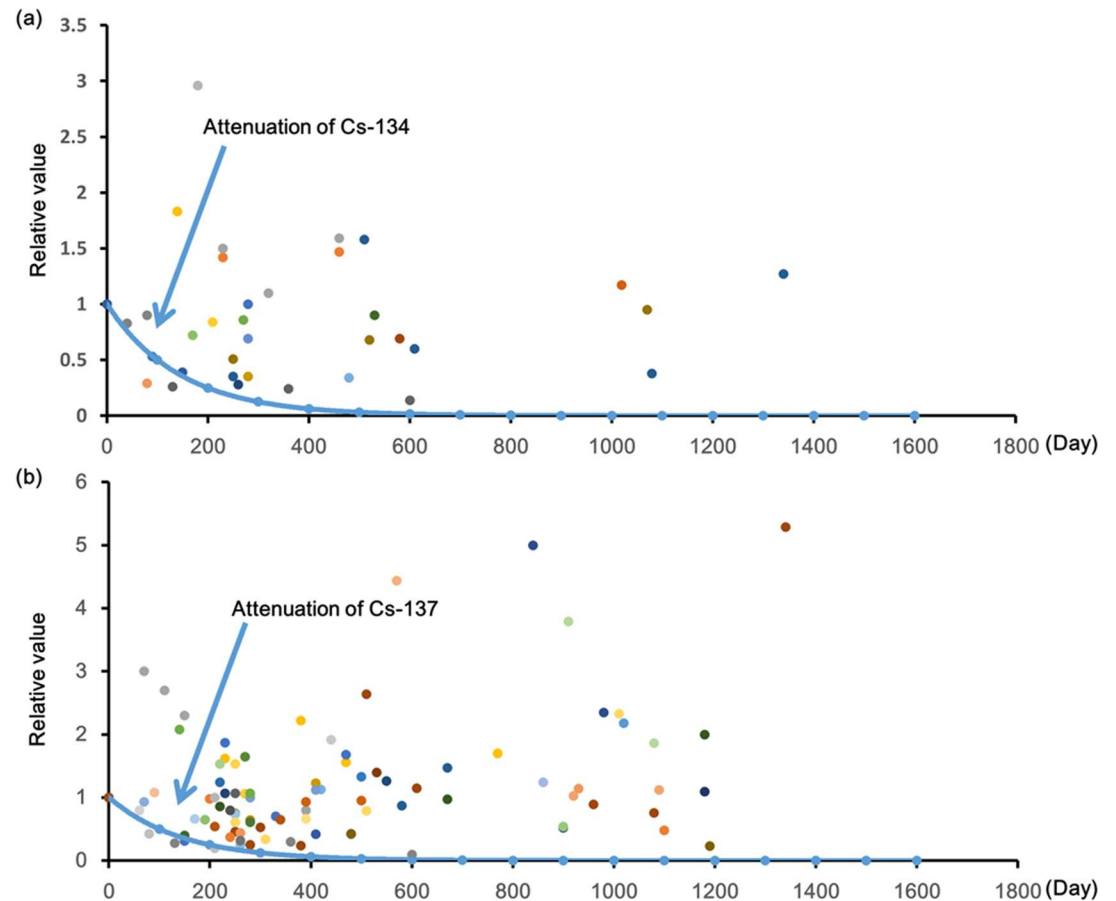 (a)
3.5
3
2.5
2
1.5
1
0.5
0
Relative value
Attenuation of Cs-134
0 200 400 600 800 1000 1200 1400 1600 1800 (Day)
(b)
6
5
4
3
2
1
0
Relative value
Attenuation of Cs-137
0 200 400 600 800 1000 1200 1400 1600 1800 (Day)